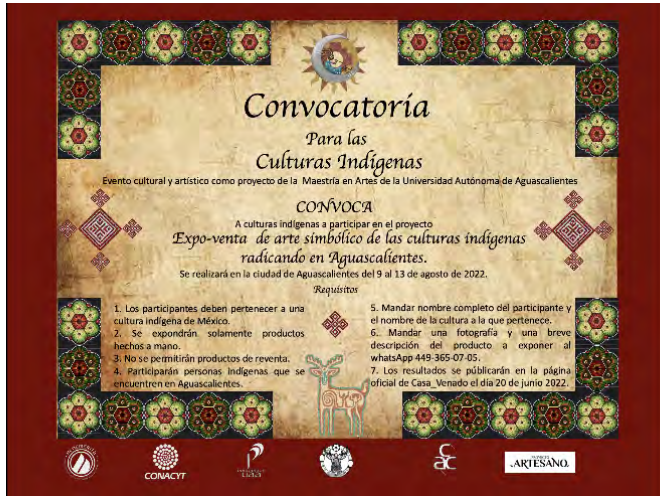 Convocatoria
Para las
Culturas Indígenas
Evento cultural y artístico como proyecto de la Maestría en Artes de la Universidad Autónoma de Aguascalientes
CONVOCA
A culturas indígenas a participar en el proyecto
Expo-venta de arte simbólico de las culturas indígenas
radicando en Aguascalientes.
Se realizará en la ciudad de Aguascalientes del 9 al 13 de agosto de 2022.
Requisitos
1. Los participantes deben pertenecer a una
cultura indígena de México.
2. Se expondrán solamente productos
hechos a mano.
3. No se permitirán productos de reventa.
4. Participarán personas indígenas que se
encuentren en Aguascalientes.
5. Mandar nombre completo del participante y
el nombre de la cultura a la que pertenece.
6. Mandar una fotografía y una breve
descripción del producto a exponer al
whatsApp 449-365-07-05.
7. Los resultados se públicarán en la página
oficial de Casa_Venado el día 20 de junio 2022.
CONACYT
cac
ARTESANO